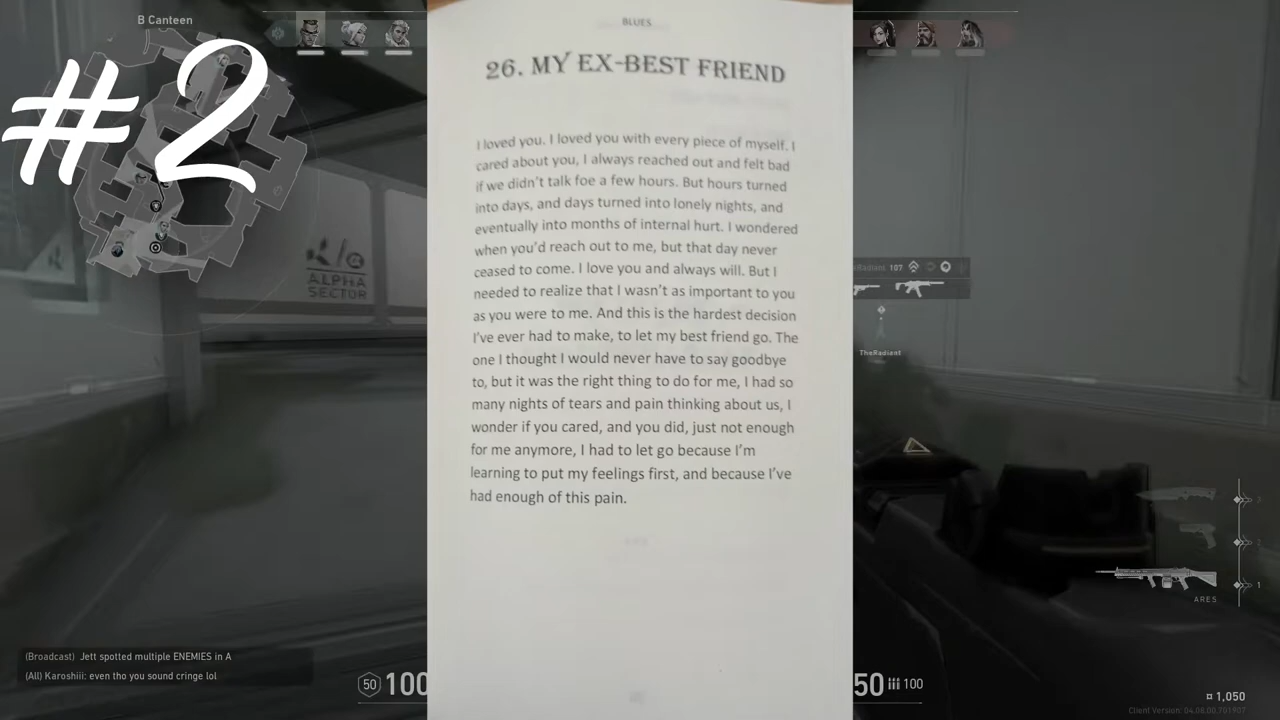 B Canteen
#2
ALPHA
SECTOR
BLUES
26. MY EX-BEST FRIEND
I loved you. I loved you with every piece of myself. I
cared about you, I always reached out and felt bad
if we didn't talk foe a few hours. But hours turned
into days, and days turned into lonely nights, and
eventually into months of internal hurt. I wondered
when you'd reach out to me, but that day never
ceased to come. I love you and always will. But I
needed to realize that I wasn't as important to you
as you were to me. And this is the hardest decision
I've ever had to make, to let my best friend go. The
one I thought I would never have to say goodbye
to, but it was the right thing to do for me, I had so
many nights of tears and pain thinking about us, I
wonder if you cared, and you did, just not enough
for me anymore, I had to let go because I'm
learning to put my feelings first, and because I've
had enough of this pain.
107
TheRadiant
3
2
1
ARES
(Broadcast) Jett spotted multiple ENEMIES in A
(All) Karoshiii: even tho you sound cringe lol
50 100
50 100
1,050